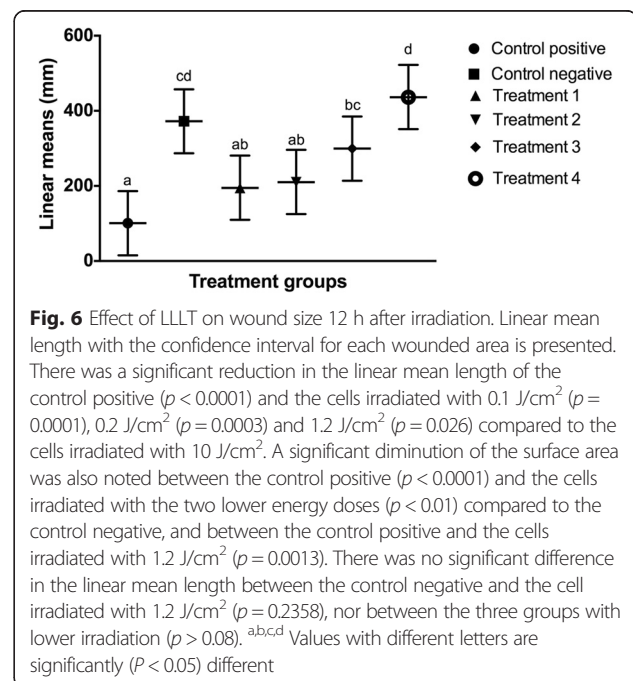 600
400
200
0
Linear means (mm)
a
cd
ab
ab
bc
d
Treatment groups
Control positive
Control negative
Treatment 1
Treatment 2
Treatment 3
Treatment 4
Fig. 6 Effect of LLLT on wound size 12 h after irradiation. Linear mean
length with the confidence interval for each wounded area is presented.
There was a significant reduction in the linear mean length of the
control positive (p < 0.0001) and the cells irradiated with 0.1 J/cm² (p =
0.0001), 0.2 J/cm² (p = 0.0003) and 1.2 J/cm² (p = 0.026) compared to the
cells irradiated with 10 J/cm². A significant diminution of the surface area
was also noted between the control positive (p < 0.0001) and the cells
irradiated with the two lower energy doses (p < 0.01) compared to the
control negative, and between the control positive and the cells
irradiated with 1.2 J/cm² (p = 0.0013). There was no significant difference
in the linear mean length between the control negative and the cell
irradiated with 1.2 J/cm² (p = 0.2358), nor between the three groups with
lower irradiation (p > 0.08). a,b,c,d Values with different letters are
significantly (P < 0.05) different